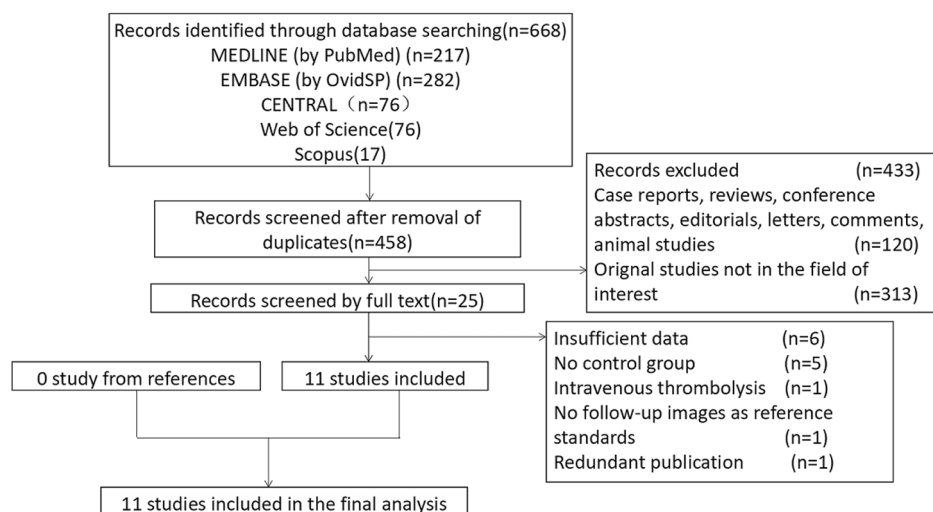 Records identified through database searching(n=668)
MEDLINE (by PubMed) (n=217)
EMBASE (by OvidSP) (n=282)
CENTRAL（n=76）
Web of Science(76)
Scopus(17)
Records excluded (n=433)
Case reports, reviews, conference
abstracts, editorials, letters, comments,
animal studies (n=120)
Orignal studies not in the field of
interest (n=313)
Records screened after removal of
duplicates(n=458)
Records screened by full text(n=25)
Insufficient data (n=6)
No control group (n=5)
Intravenous thrombolysis (n=1)
No follow-up images as reference
standards (n=1)
Redundant publication (n=1)
0 study from references
11 studies included
11 studies included in the final analysis